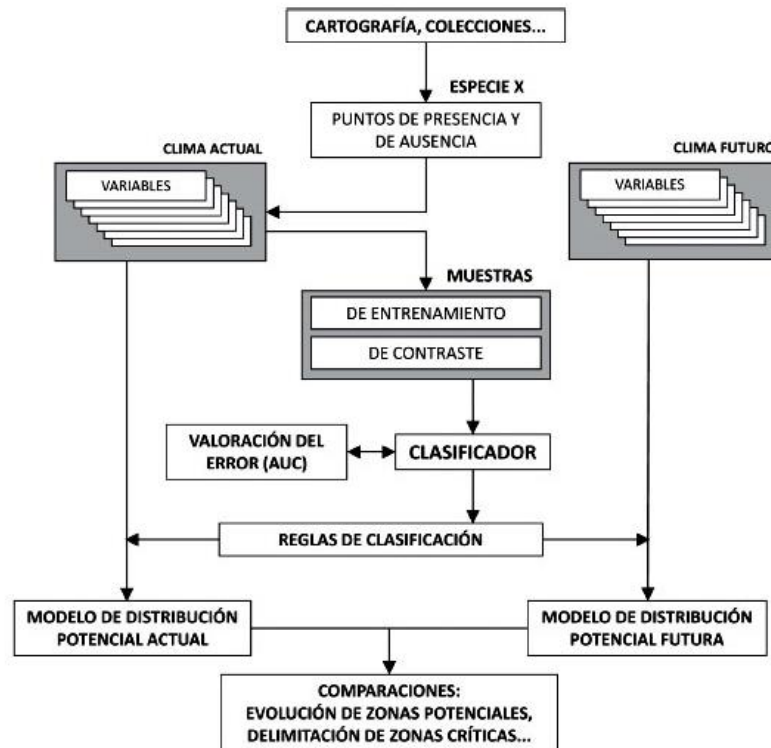 CARTOGRAFÍA, COLECCIONES...
ESPECIE X
PUNTOS DE PRESENCIA Y
DE AUSENCIA
CLIMA ACTUAL
VARIABLES
CLIMA FUTURO
VARIABLES
MUESTRAS
DE ENTRENAMIENTO
DE CONTRASTE
VALORACIÓN DEL
ERROR (AUC)
CLASIFICADOR
REGLAS DE CLASIFICACIÓN
MODELO DE DISTRIBUCIÓN
POTENCIAL ACTUAL
MODELO DE DISTRIBUCIÓN
POTENCIAL FUTURA
COMPARACIONES:
EVOLUCIÓN DE ZONAS POTENCIALES,
DELIMITACIÓN DE ZONAS CRÍTICAS...